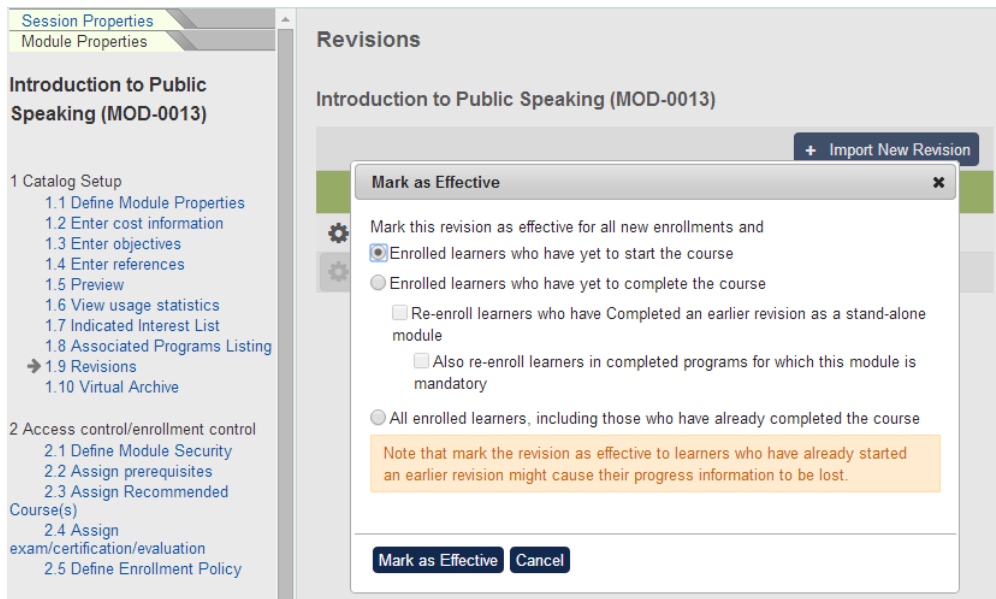 Session Properties
Module Properties
Introduction to Public
Speaking (MOD-0013)
1 Catalog Setup
1.1 Define Module Properties
1.2 Enter cost information
1.3 Enter objectives
1.4 Enter references
1.5 Preview
1.6 View usage statistics
1.7 Indicated Interest List
1.8 Associated Programs Listing
1.9 Revisions
1.10 Virtual Archive
2 Access control/enrollment control
2.1 Define Module Security
2.2 Assign prerequisites
2.3 Assign Recommended
Course(s)
2.4 Assign
exam/certification/evaluation
2.5 Define Enrollment Policy
Revisions
Introduction to Public Speaking (MOD-0013)
+ Import New Revision
Mark as Effective
Mark this revision as effective for all new enrollments and
Enrolled learners who have yet to start the course
Enrolled learners who have yet to complete the course
Re-enroll learners who have Completed an earlier revision as a stand-alone
module
Also re-enroll learners in completed programs for which this module is
mandatory
All enrolled learners, including those who have already completed the course
Note that mark the revision as effective to learners who have already started
an earlier revision might cause their progress information to be lost.
Mark as Effective Cancel